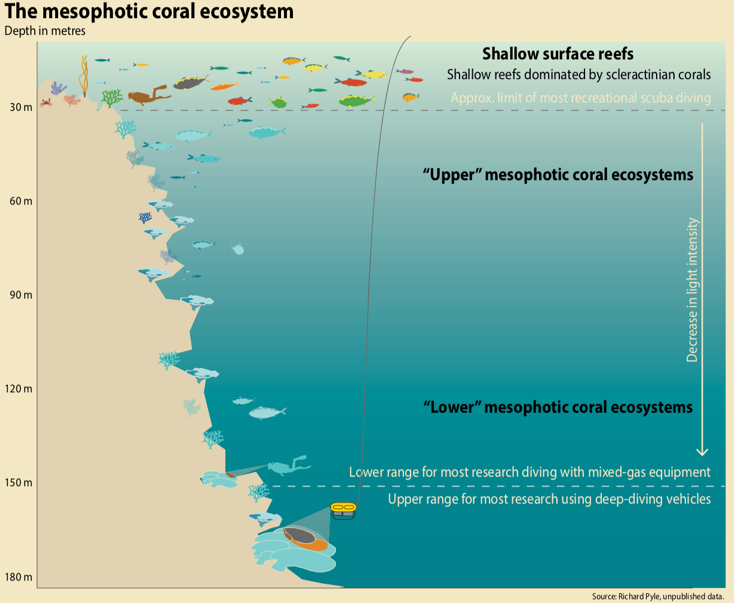 The mesophotic coral ecosystem
Depth in metres
Shallow surface reefs
Shallow reefs dominated by scleractinian corals
Approx. limit of most recreational scuba diving
30 m
“Upper” mesophotic coral ecosystems
60 m
Decrease in light intensity
90 m
120 m
“Lower” mesophotic coral ecosystems
Lower range for most research diving with mixed-gas equipment
150 m
Upper range for most research using deep-diving vehicles
180 m
Source: Richard Pyle, unpublished data.